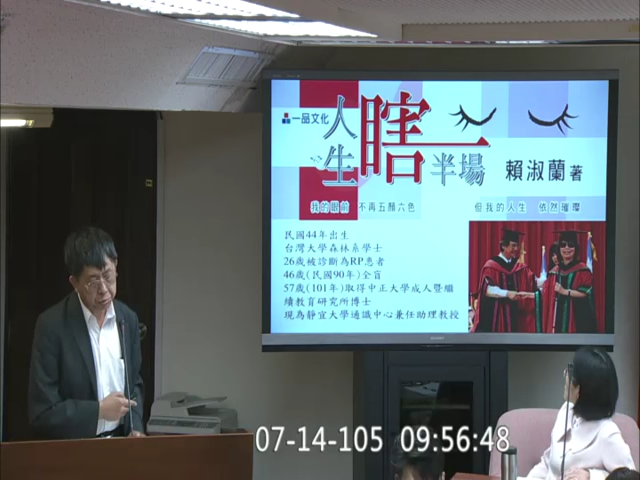 一品文化
人生瞎一半場
賴淑蘭著
我的眼前 不再五顏六色
但我的人生 依然璀璨
民國44年出生
台灣大學森林系學士
26歲被診斷為RP患者
46歲(民國90年)全盲
57歲(101年)取得中正大學成人暨繼
續教育研究所博士
現為靜宜大學通識中心兼任助理教授
07-14-105 09:56:48